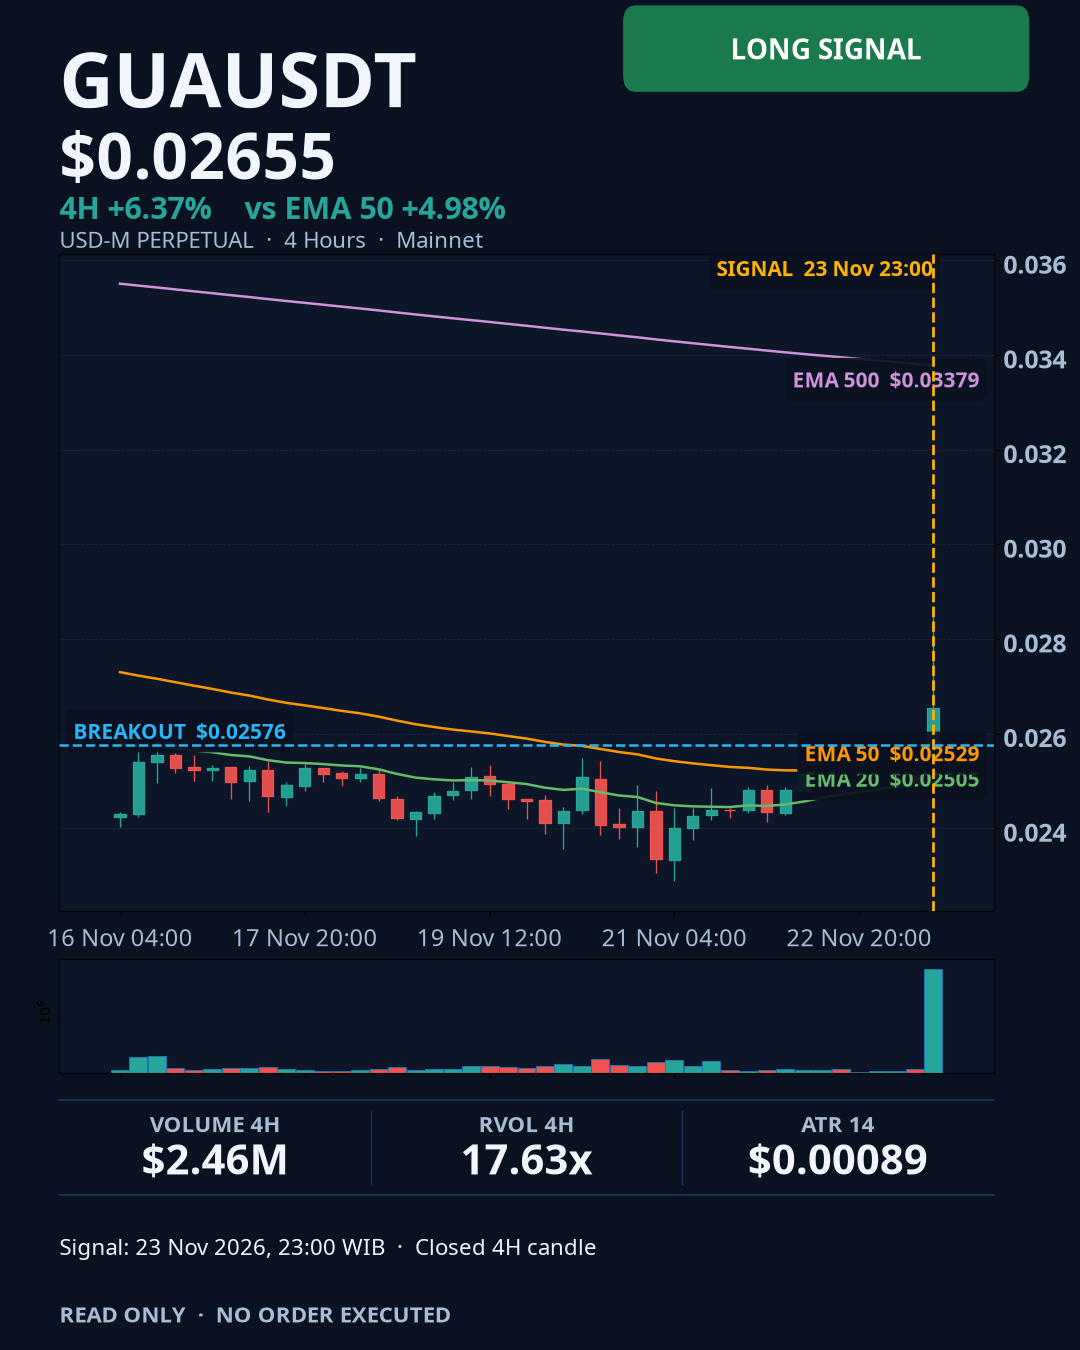 LONG SIGNAL
GUAUSDT
$0.02655
4H +6.37% vs EMA 50 +4.98%
USD-M PERPETUAL · 4 Hours · Mainnet
SIGNAL 23 Nov 23:00
0.036
0.034
EMA 500 $0.03379
0.032
0.030
0.028
BREAKOUT $0.02576
0.026
EMA 50 $0.02529
EMA 20 $0.02505
0.024
16 Nov 04:00
17 Nov 20:00
19 Nov 12:00
21 Nov 04:00
22 Nov 20:00
10⁶
VOLUME 4H
$2.46M
RVOL 4H
17.63x
ATR 14
$0.00089
Signal: 23 Nov 2026, 23:00 WIB · Closed 4H candle
READ ONLY · NO ORDER EXECUTED